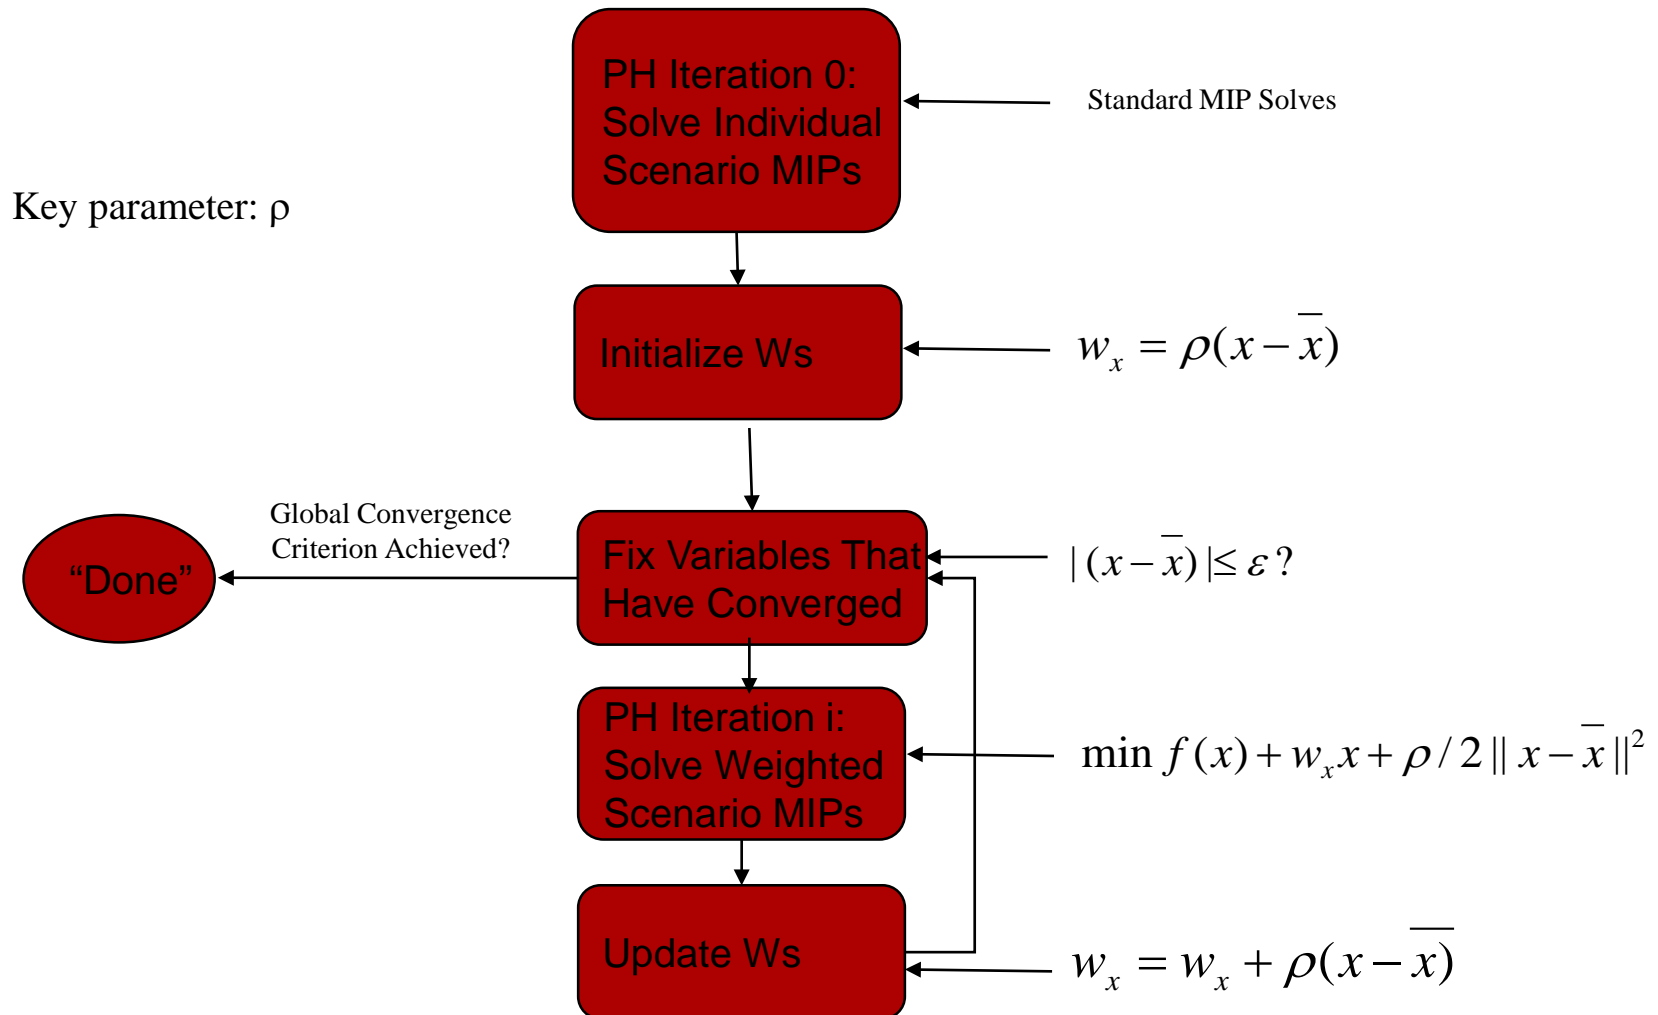 PH Iteration 0:
Solve Individual
Scenario MIPs
Standard MIP Solves
Key parameter: ρ
Initialize Ws
w_x = ρ(x − x̄)
Global Convergence
Criterion Achieved?
“Done”
Fix Variables That
Have Converged
| (x − x̄) |≤ ε ?
PH Iteration i:
Solve Weighted
Scenario MIPs
min f (x) + w_x x + ρ / 2 || x − x̄ ||²
Update Ws
w_x = w_x + ρ(x − x̄)